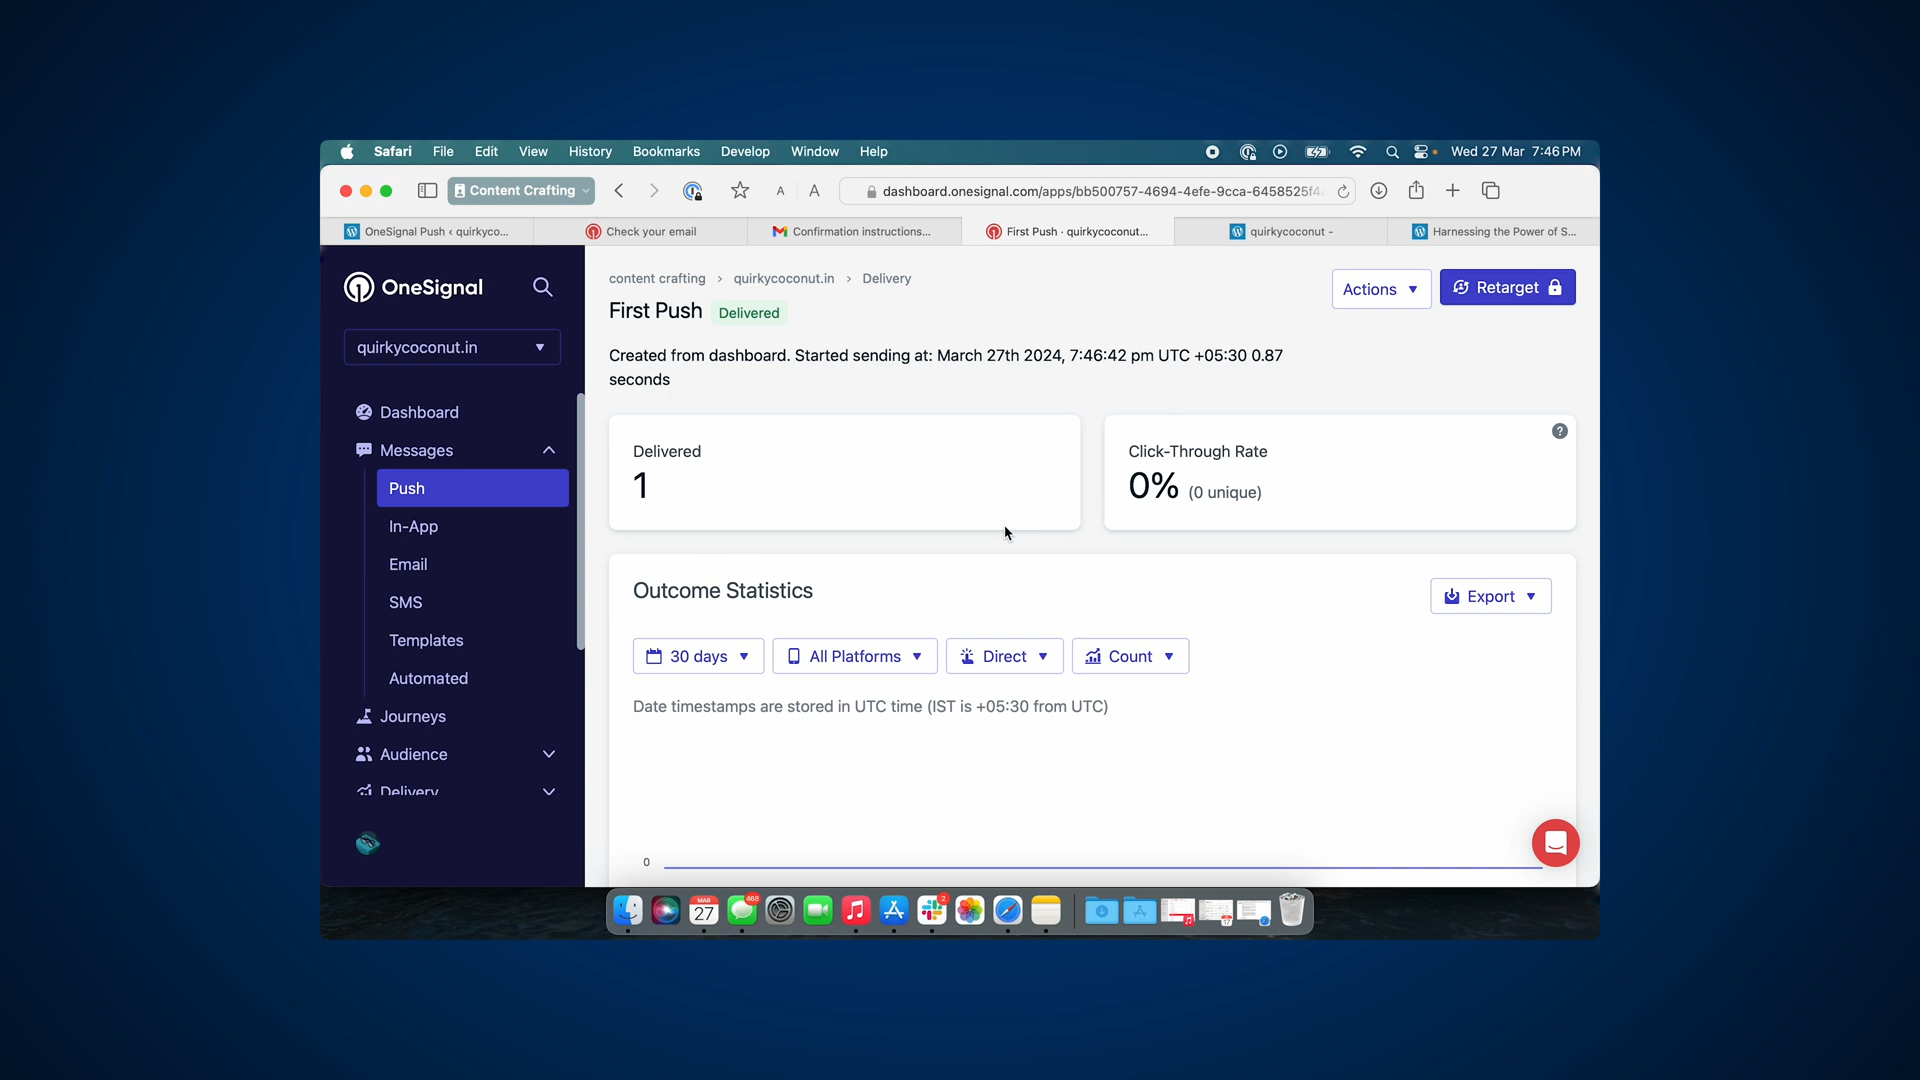 Safari File Edit View History Bookmarks Develop Window Help Wed 27 Mar 7:46 PM
Content Crafting A A dashboard.onesignal.com/apps/bb500757-4694-4efe-9cca-6458525f4
OneSignal Push < quirkyco... Check your email Confirmation instructions... First Push · quirkycoconut... quirkycoconut - Harnessing the Power of S...
OneSignal
quirkycoconut.in
Dashboard
Messages
Push
In-App
Email
SMS
Templates
Automated
Journeys
Audience
Delivery
content crafting > quirkycoconut.in > Delivery
First Push Delivered
Actions
Retarget
Created from dashboard. Started sending at: March 27th 2024, 7:46:42 pm UTC +05:30 0.87
seconds
Delivered
1
Click-Through Rate
?
0% (0 unique)
Outcome Statistics
Export
30 days All Platforms Direct Count
Date timestamps are stored in UTC time (IST is +05:30 from UTC)
0
MAR
27
468
2
17